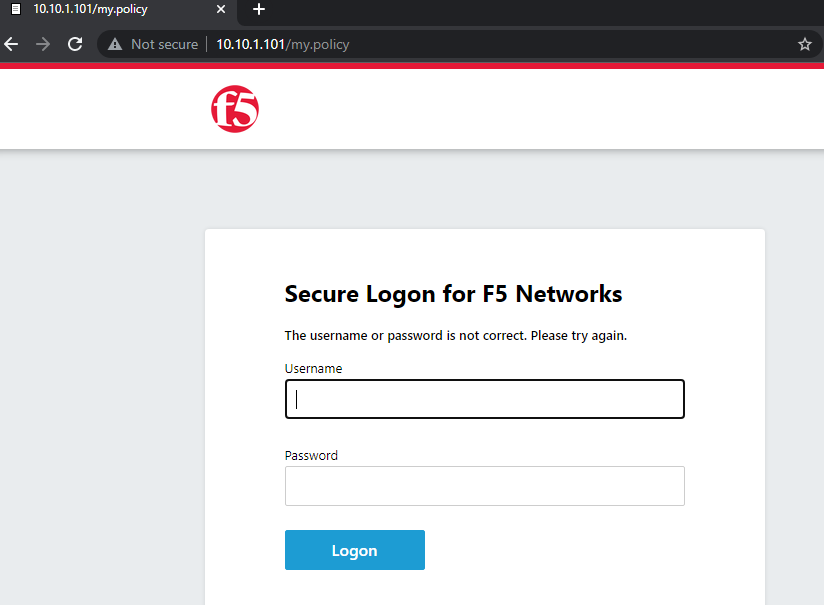 10.10.1.101/my.policy
Not secure 10.10.1.101/my.policy
f5
Secure Logon for F5 Networks
The username or password is not correct. Please try again.
Username
Password
Logon